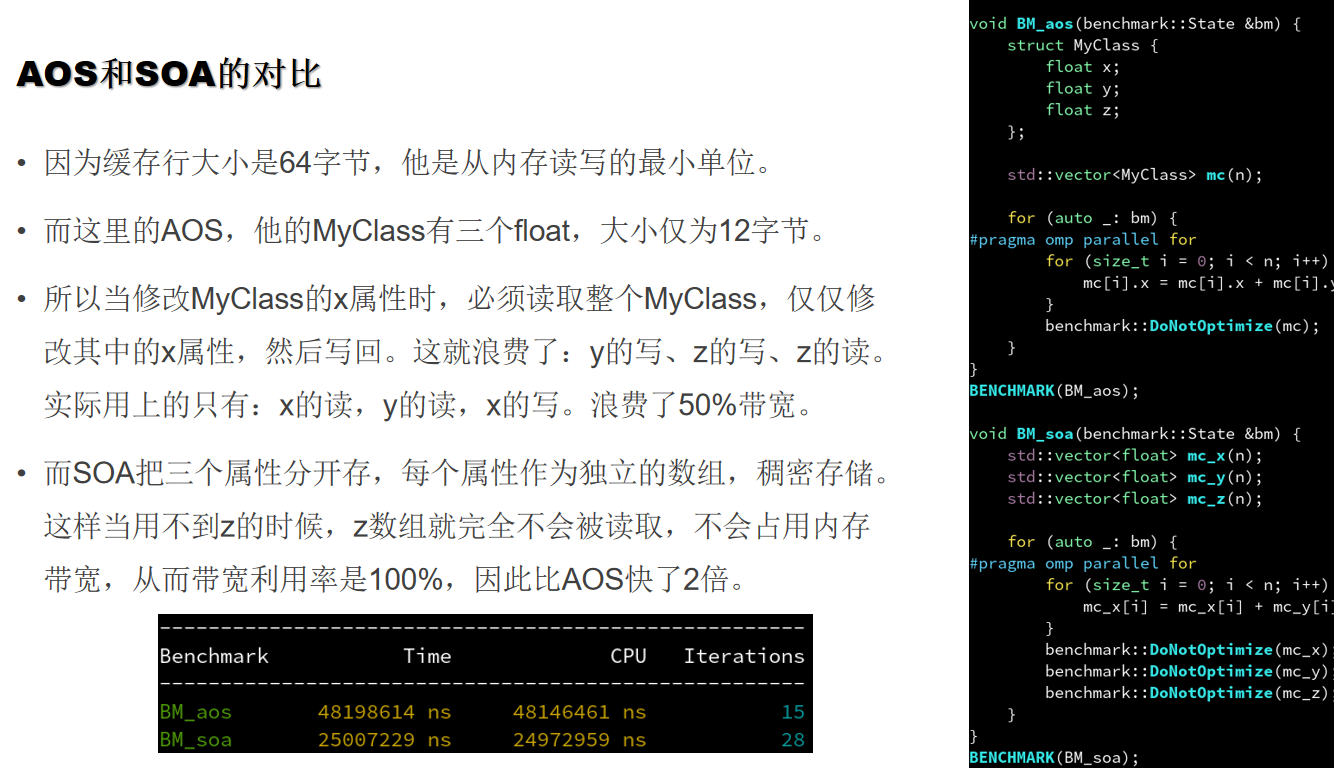 AOS和SOA的对比
• 因为缓存行大小是64字节，他是从内存读写的最小单位。
• 而这里的AOS，他的MyClass有三个float，大小仅为12字节。
• 所以当修改MyClass的x属性时，必须读取整个MyClass，仅仅修
改其中的x属性，然后写回。这就浪费了：y的写、z的写、z的读。
实际用上的只有：x的读，y的读，x的写。浪费了50%带宽。
• 而SOA把三个属性分开存，每个属性作为独立的数组，稠密存储。
这样当用不到z的时候，z数组就完全不会被读取，不会占用内存
带宽，从而带宽利用率是100%，因此比AOS快了2倍。
-----------------------------------------------------
Benchmark Time CPU Iterations
-----------------------------------------------------
BM_aos 48198614 ns 48146461 ns 15
BM_soa 25007229 ns 24972959 ns 28
void BM_aos(benchmark::State &bm) {
struct MyClass {
float x;
float y;
float z;
};
std::vector<MyClass> mc(n);
for (auto _: bm) {
#pragma omp parallel for
for (size_t i = 0; i < n; i++)
mc[i].x = mc[i].x + mc[i].y
}
benchmark::DoNotOptimize(mc);
}
}
BENCHMARK(BM_aos);
void BM_soa(benchmark::State &bm) {
std::vector<float> mc_x(n);
std::vector<float> mc_y(n);
std::vector<float> mc_z(n);
for (auto _: bm) {
#pragma omp parallel for
for (size_t i = 0; i < n; i++)
mc_x[i] = mc_x[i] + mc_y[i]
}
benchmark::DoNotOptimize(mc_x);
benchmark::DoNotOptimize(mc_y);
benchmark::DoNotOptimize(mc_z);
}
}
BENCHMARK(BM_soa);